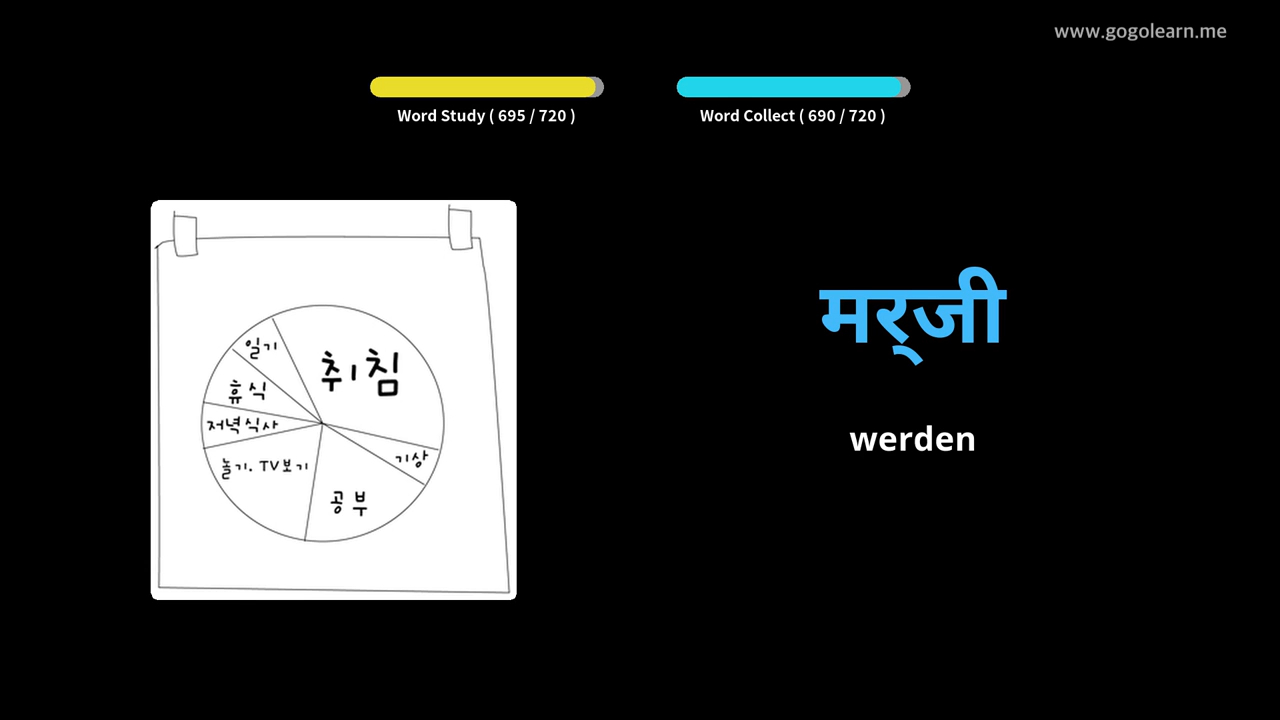 www.gogolearn.me
Word Study ( 695 / 720 )
Word Collect ( 690 / 720 )
일기
취침
휴식
저녁식사
놀기. TV보기
기상
공부
मर्‌जी
werden